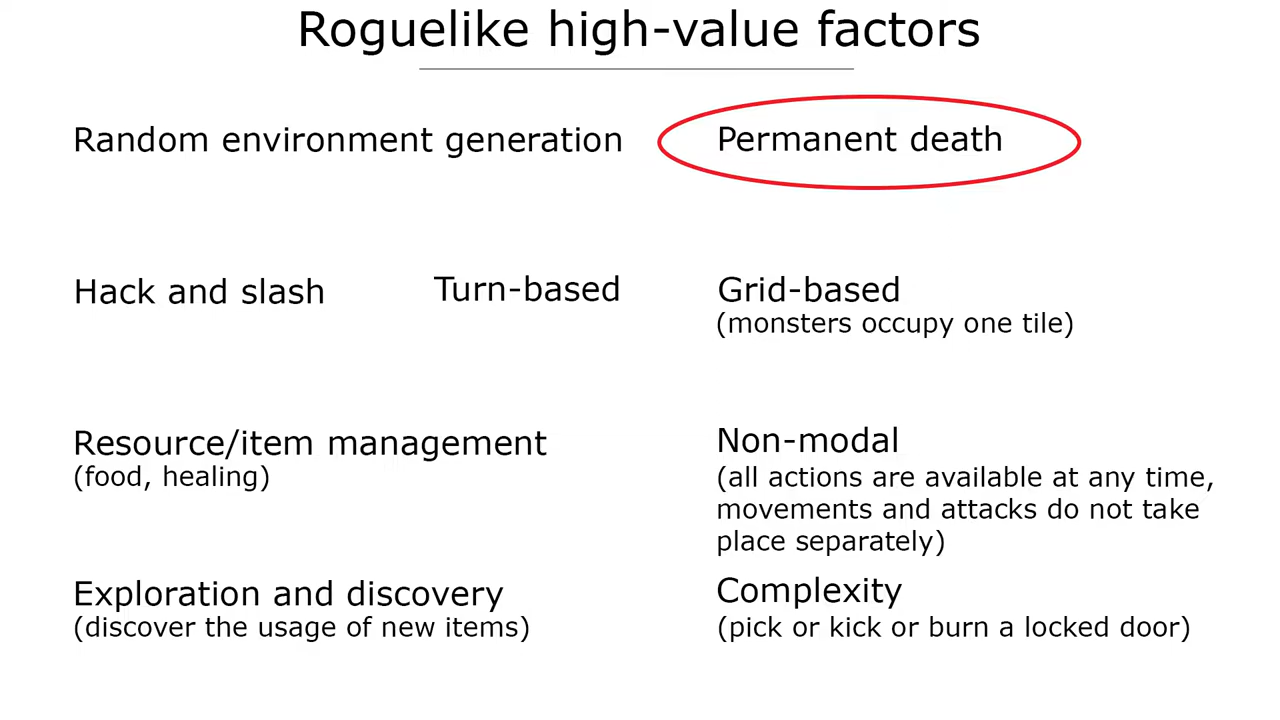 Roguelike high-value factors
Random environment generation
Permanent death
Hack and slash
Turn-based
Grid-based
(monsters occupy one tile)
Resource/item management
(food, healing)
Non-modal
(all actions are available at any time,
movements and attacks do not take
place separately)
Exploration and discovery
(discover the usage of new items)
Complexity
(pick or kick or burn a locked door)